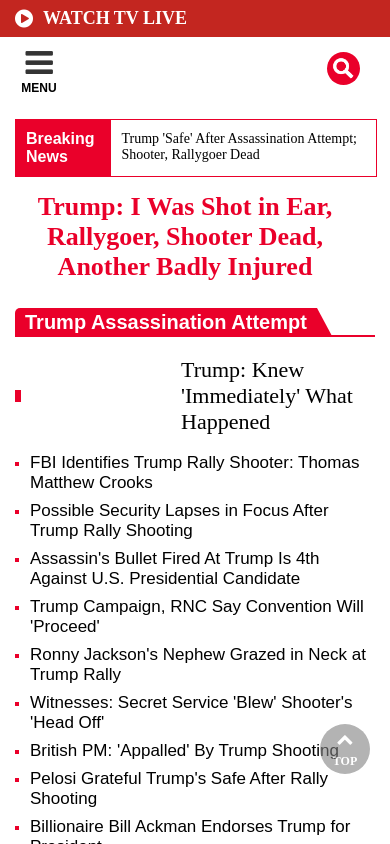 WATCH TV LIVE
MENU
Breaking
News
Trump 'Safe' After Assassination Attempt;
Shooter, Rallygoer Dead
Trump: I Was Shot in Ear,
Rallygoer, Shooter Dead,
Another Badly Injured
Trump Assassination Attempt
Trump: Knew
'Immediately' What
Happened
FBI Identifies Trump Rally Shooter: Thomas
Matthew Crooks
Possible Security Lapses in Focus After
Trump Rally Shooting
Assassin's Bullet Fired At Trump Is 4th
Against U.S. Presidential Candidate
Trump Campaign, RNC Say Convention Will
'Proceed'
Ronny Jackson's Nephew Grazed in Neck at
Trump Rally
Witnesses: Secret Service 'Blew' Shooter's
'Head Off'
British PM: 'Appalled' By Trump Shooting
TOP
Pelosi Grateful Trump's Safe After Rally
Shooting
Billionaire Bill Ackman Endorses Trump for
President